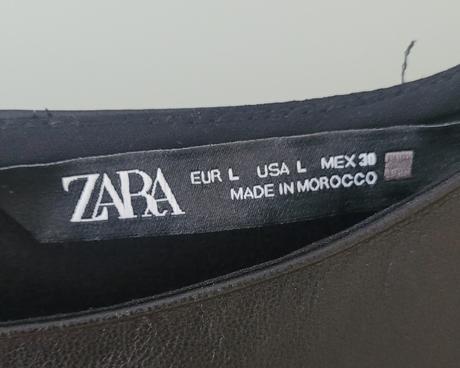 ZARA
EUR L USA L MEX 30
MADE IN MOROCCO